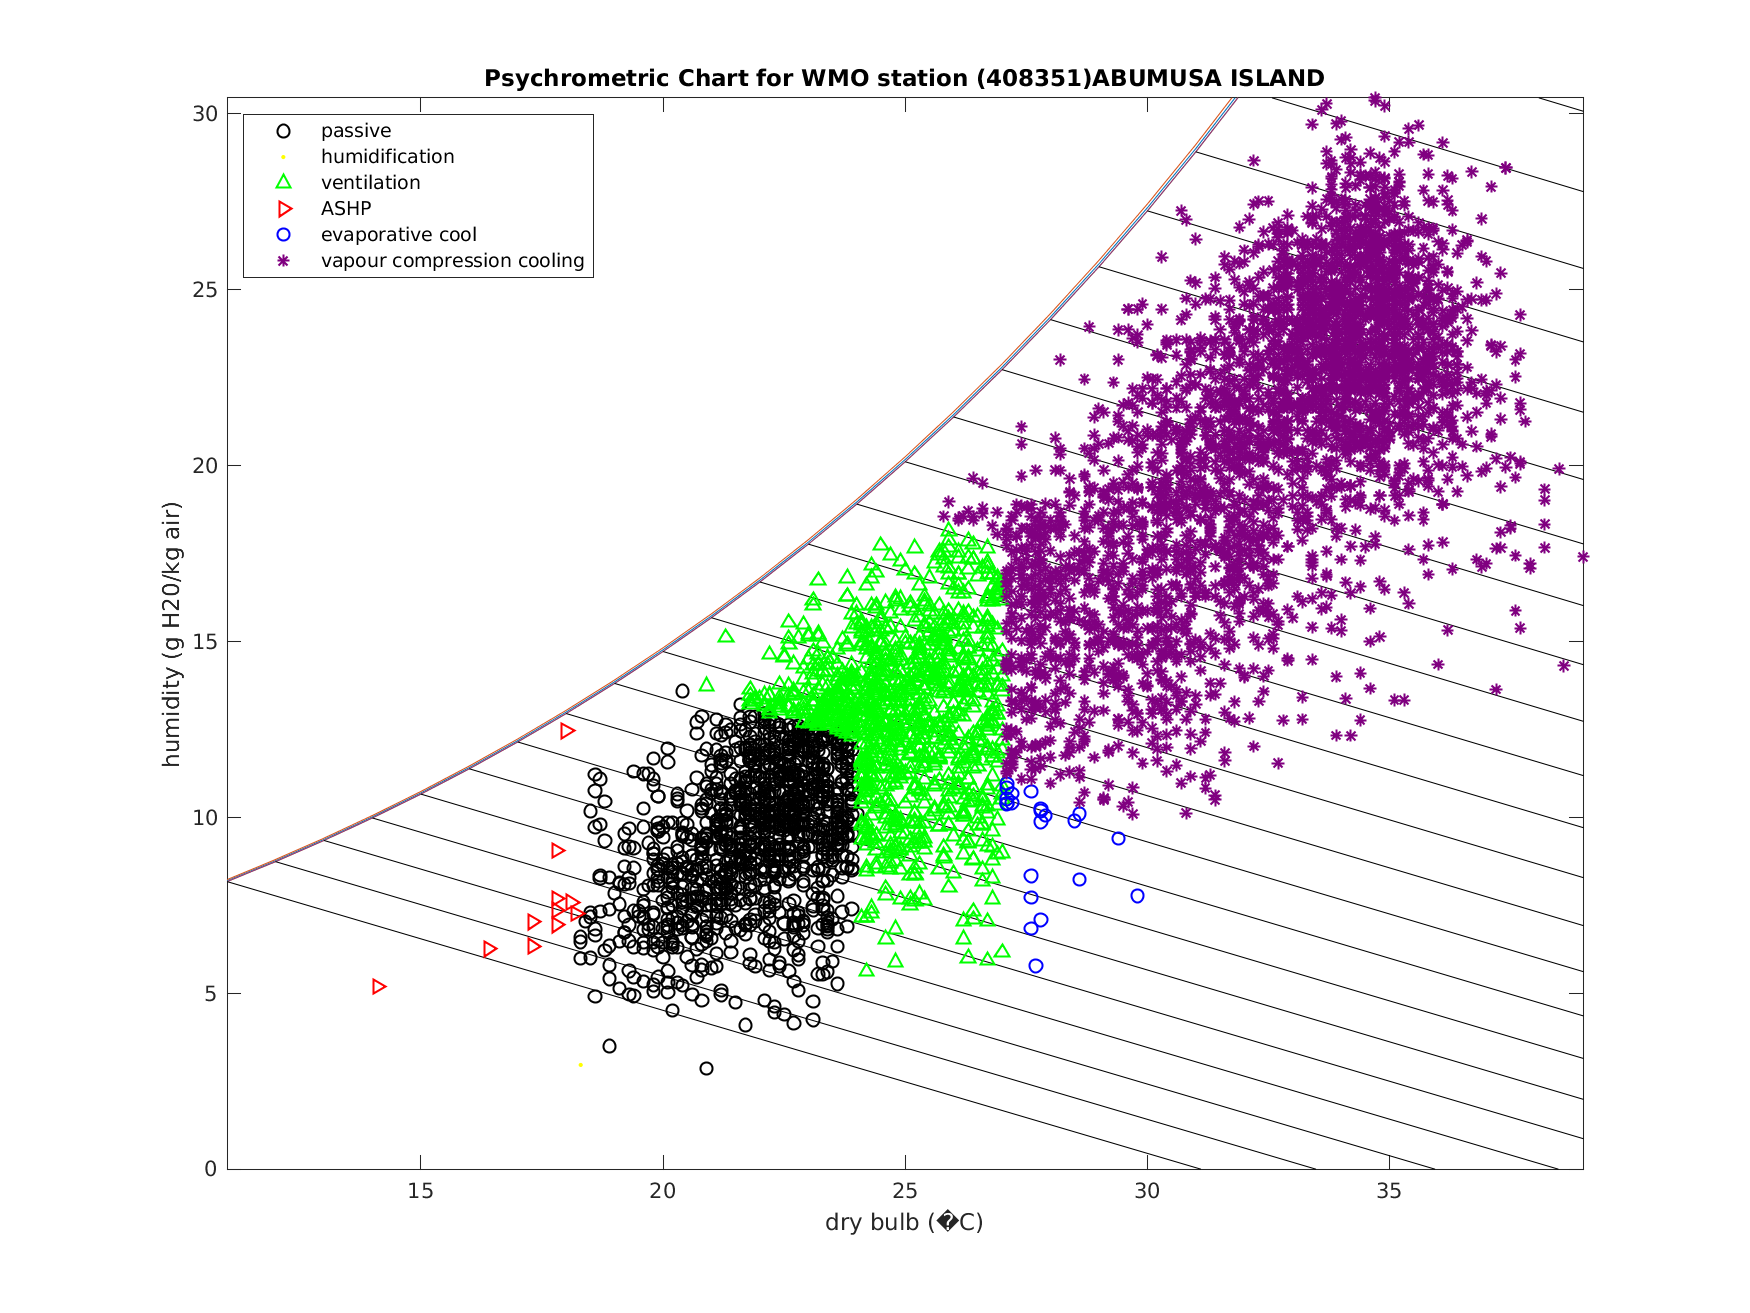 Psychrometric Chart for WMO station (408351)ABUMUSA ISLAND
passive
humidification
ventilation
ASHP
evaporative cool
vapour compression cooling
humidity (g H20/kg air)
30
25
20
15
10
5
0
15
20
25
30
35
dry bulb (�C)